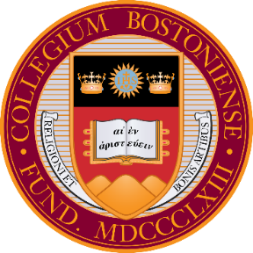 · COLLEGIUM BOSTONIENSE ·
FUND. MDCCCLXIII
A
αἰὲν
ἀριστεύειν
RELIGIONI ET
BONIS ARTIBUS